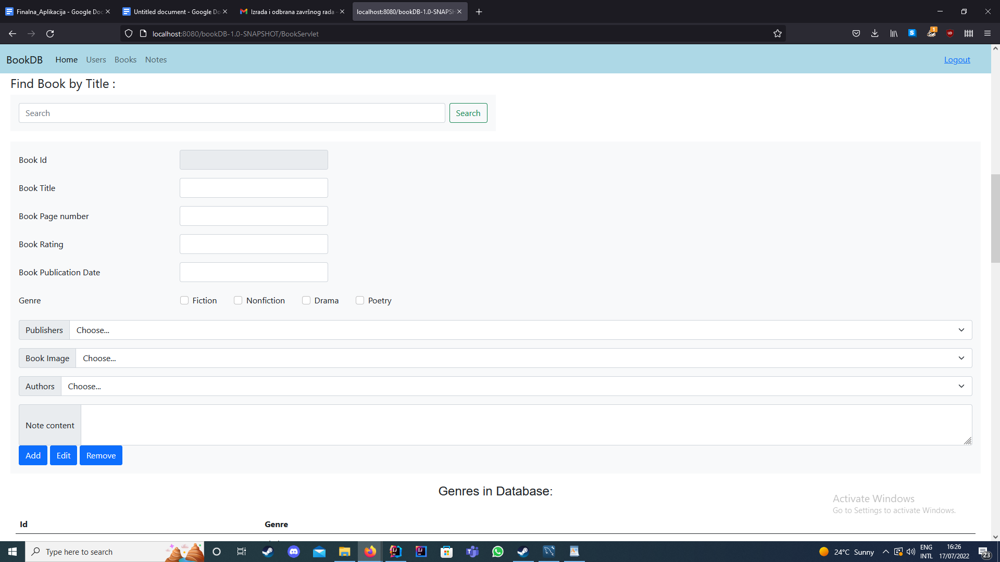 Finalna_Aplikacija - Google Doc
Untitled document - Google Do
Izrada i odbrana završnog rada -
localhost:8080/bookDB-1.0-SNAPSH
localhost:8080/bookDB-1.0-SNAPSHOT/BookServlet
BookDB Home Users Books Notes Logout
Find Book by Title :
Search Search
Book Id
Book Title
Book Page number
Book Rating
Book Publication Date
Genre Fiction Nonfiction Drama Poetry
Publishers Choose...
Book Image Choose...
Authors Choose...
Note content
Add Edit Remove
Genres in Database:
Activate Windows
Go to Settings to activate Windows.
Id Genre
Type here to search
24°C Sunny
ENG
INTL
16:26
17/07/2022
23